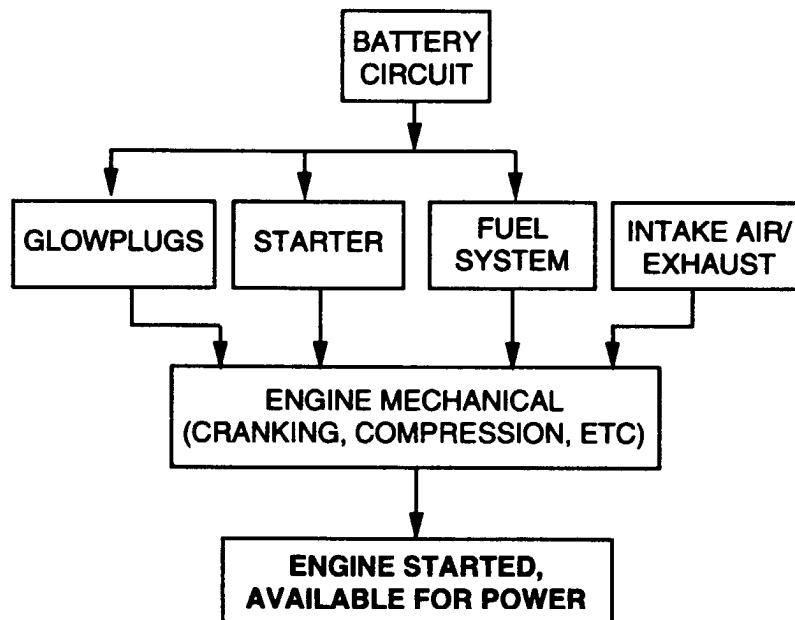 BATTERY
CIRCUIT
GLOWPLUGS
STARTER
FUEL
SYSTEM
INTAKE AIR/
EXHAUST
ENGINE MECHANICAL
(CRANKING, COMPRESSION, ETC)
ENGINE STARTED,
AVAILABLE FOR POWER